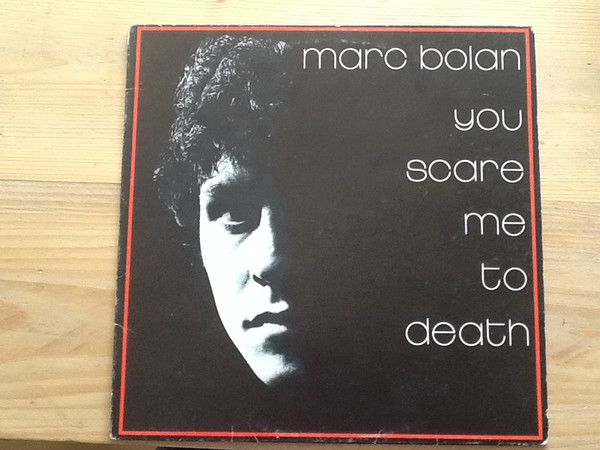 marc bolan
you
scare
me
to
death